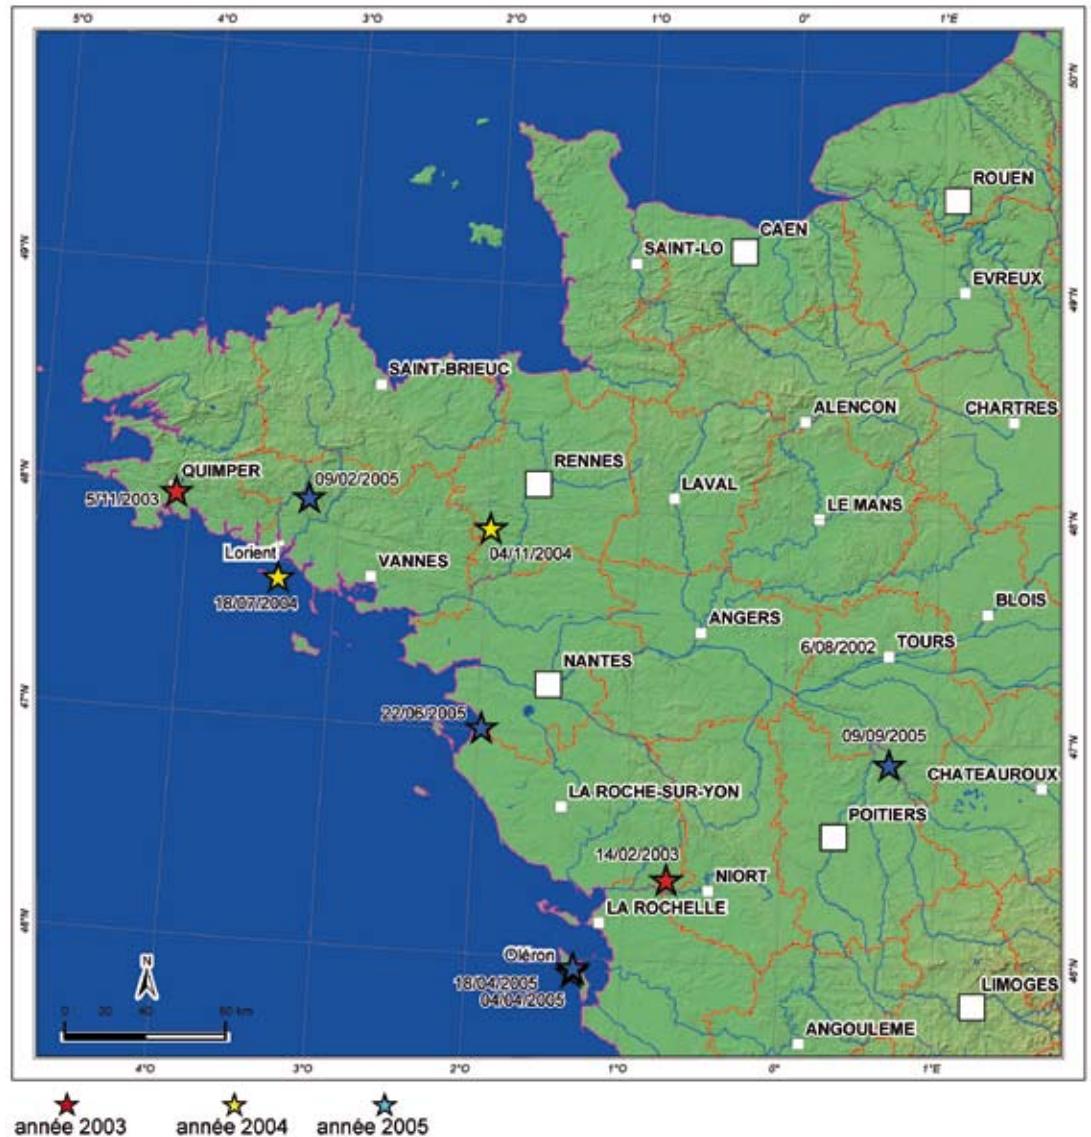 5°O 4°O 3°O 2°O 1°O 0° 1°E
50°N
ROUEN
CAEN
SAINT-LO
49°N
EVREUX
49°N
SAINT-BRIEUC
ALENCON
CHARTRES
QUIMPER
09/02/2005
RENNES
48°N
5/11/2003
LAVAL
LE MANS
48°N
04/11/2004
Lorient
VANNES
18/07/2004
BLOIS
ANGERS
6/08/2002
TOURS
NANTES
47°N
22/06/2005
09/09/2005
47°N
CHATEAUROUX
LA ROCHE-SUR-YON
POITIERS
14/02/2003
NIORT
LA ROCHELLE
46°N
Oléron
46°N
18/04/2005
04/04/2005
N
LIMOGES
0 40 80 km
ANGOULEME
4°O 3°O 2°O 1°O 0° 1°E
année 2003 année 2004 année 2005